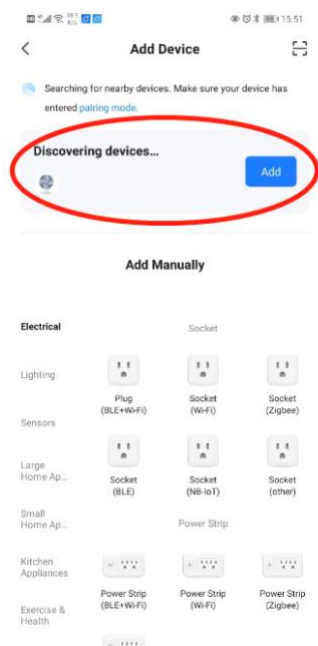 15:51
Add Device
Searching for nearby devices. Make sure your device has
entered pairing mode.
Discovering devices...
Add
Add Manually
Electrical
Socket
Lighting
Plug
(BLE+Wi-Fi)
Socket
(Wi-Fi)
Socket
(Zigbee)
Sensors
Large
Home Ap...
Socket
(BLE)
Socket
(NB-IoT)
Socket
(other)
Small
Home Ap...
Power Strip
Kitchen
Appliances
Power Strip
(BLE+Wi-Fi)
Power Strip
(Wi-Fi)
Power Strip
(Zigbee)
Exercise &
Health